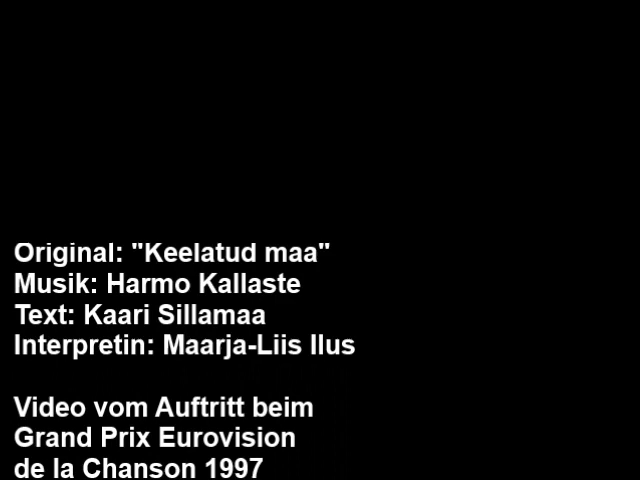 Original: "Keelatud maa"
Musik: Harmo Kallaste
Text: Kaari Sillamaa
Interpretin: Maarja-Liis Ilus
Video vom Auftritt beim
Grand Prix Eurovision
de la Chanson 1997